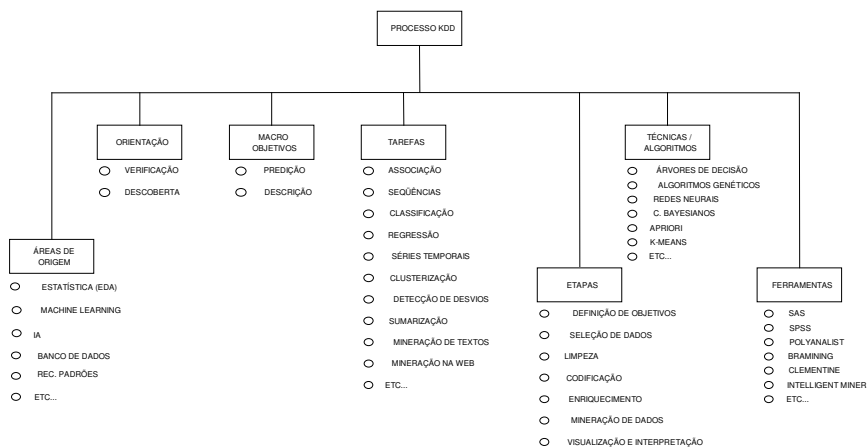 PROCESSO KDD
ORIENTAÇÃO
VERIFICAÇÃO
DESCOBERTA
MACRO
OBJETIVOS
PREDIÇÃO
DESCRIÇÃO
TAREFAS
ASSOCIAÇÃO
SEQÜÊNCIAS
CLASSIFICAÇÃO
REGRESSÃO
SÉRIES TEMPORAIS
CLUSTERIZAÇÃO
DETECÇÃO DE DESVIOS
SUMARIZAÇÃO
MINERAÇÃO DE TEXTOS
MINERAÇÃO NA WEB
ETC...
TÉCNICAS /
ALGORITMOS
ÁRVORES DE DECISÃO
ALGORITMOS GENÉTICOS
REDES NEURAIS
C. BAYESIANOS
APRIORI
K-MEANS
ETC...
ÁREAS DE
ORIGEM
ESTATÍSTICA (EDA)
MACHINE LEARNING
IA
BANCO DE DADOS
REC. PADRÕES
ETC...
ETAPAS
DEFINIÇÃO DE OBJETIVOS
SELEÇÃO DE DADOS
LIMPEZA
CODIFICAÇÃO
ENRIQUECIMENTO
MINERAÇÃO DE DADOS
VISUALIZAÇÃO E INTERPRETAÇÃO
FERRAMENTAS
SAS
SPSS
POLYANALIST
BRAMINING
CLEMENTINE
INTELLIGENT MINER
ETC...